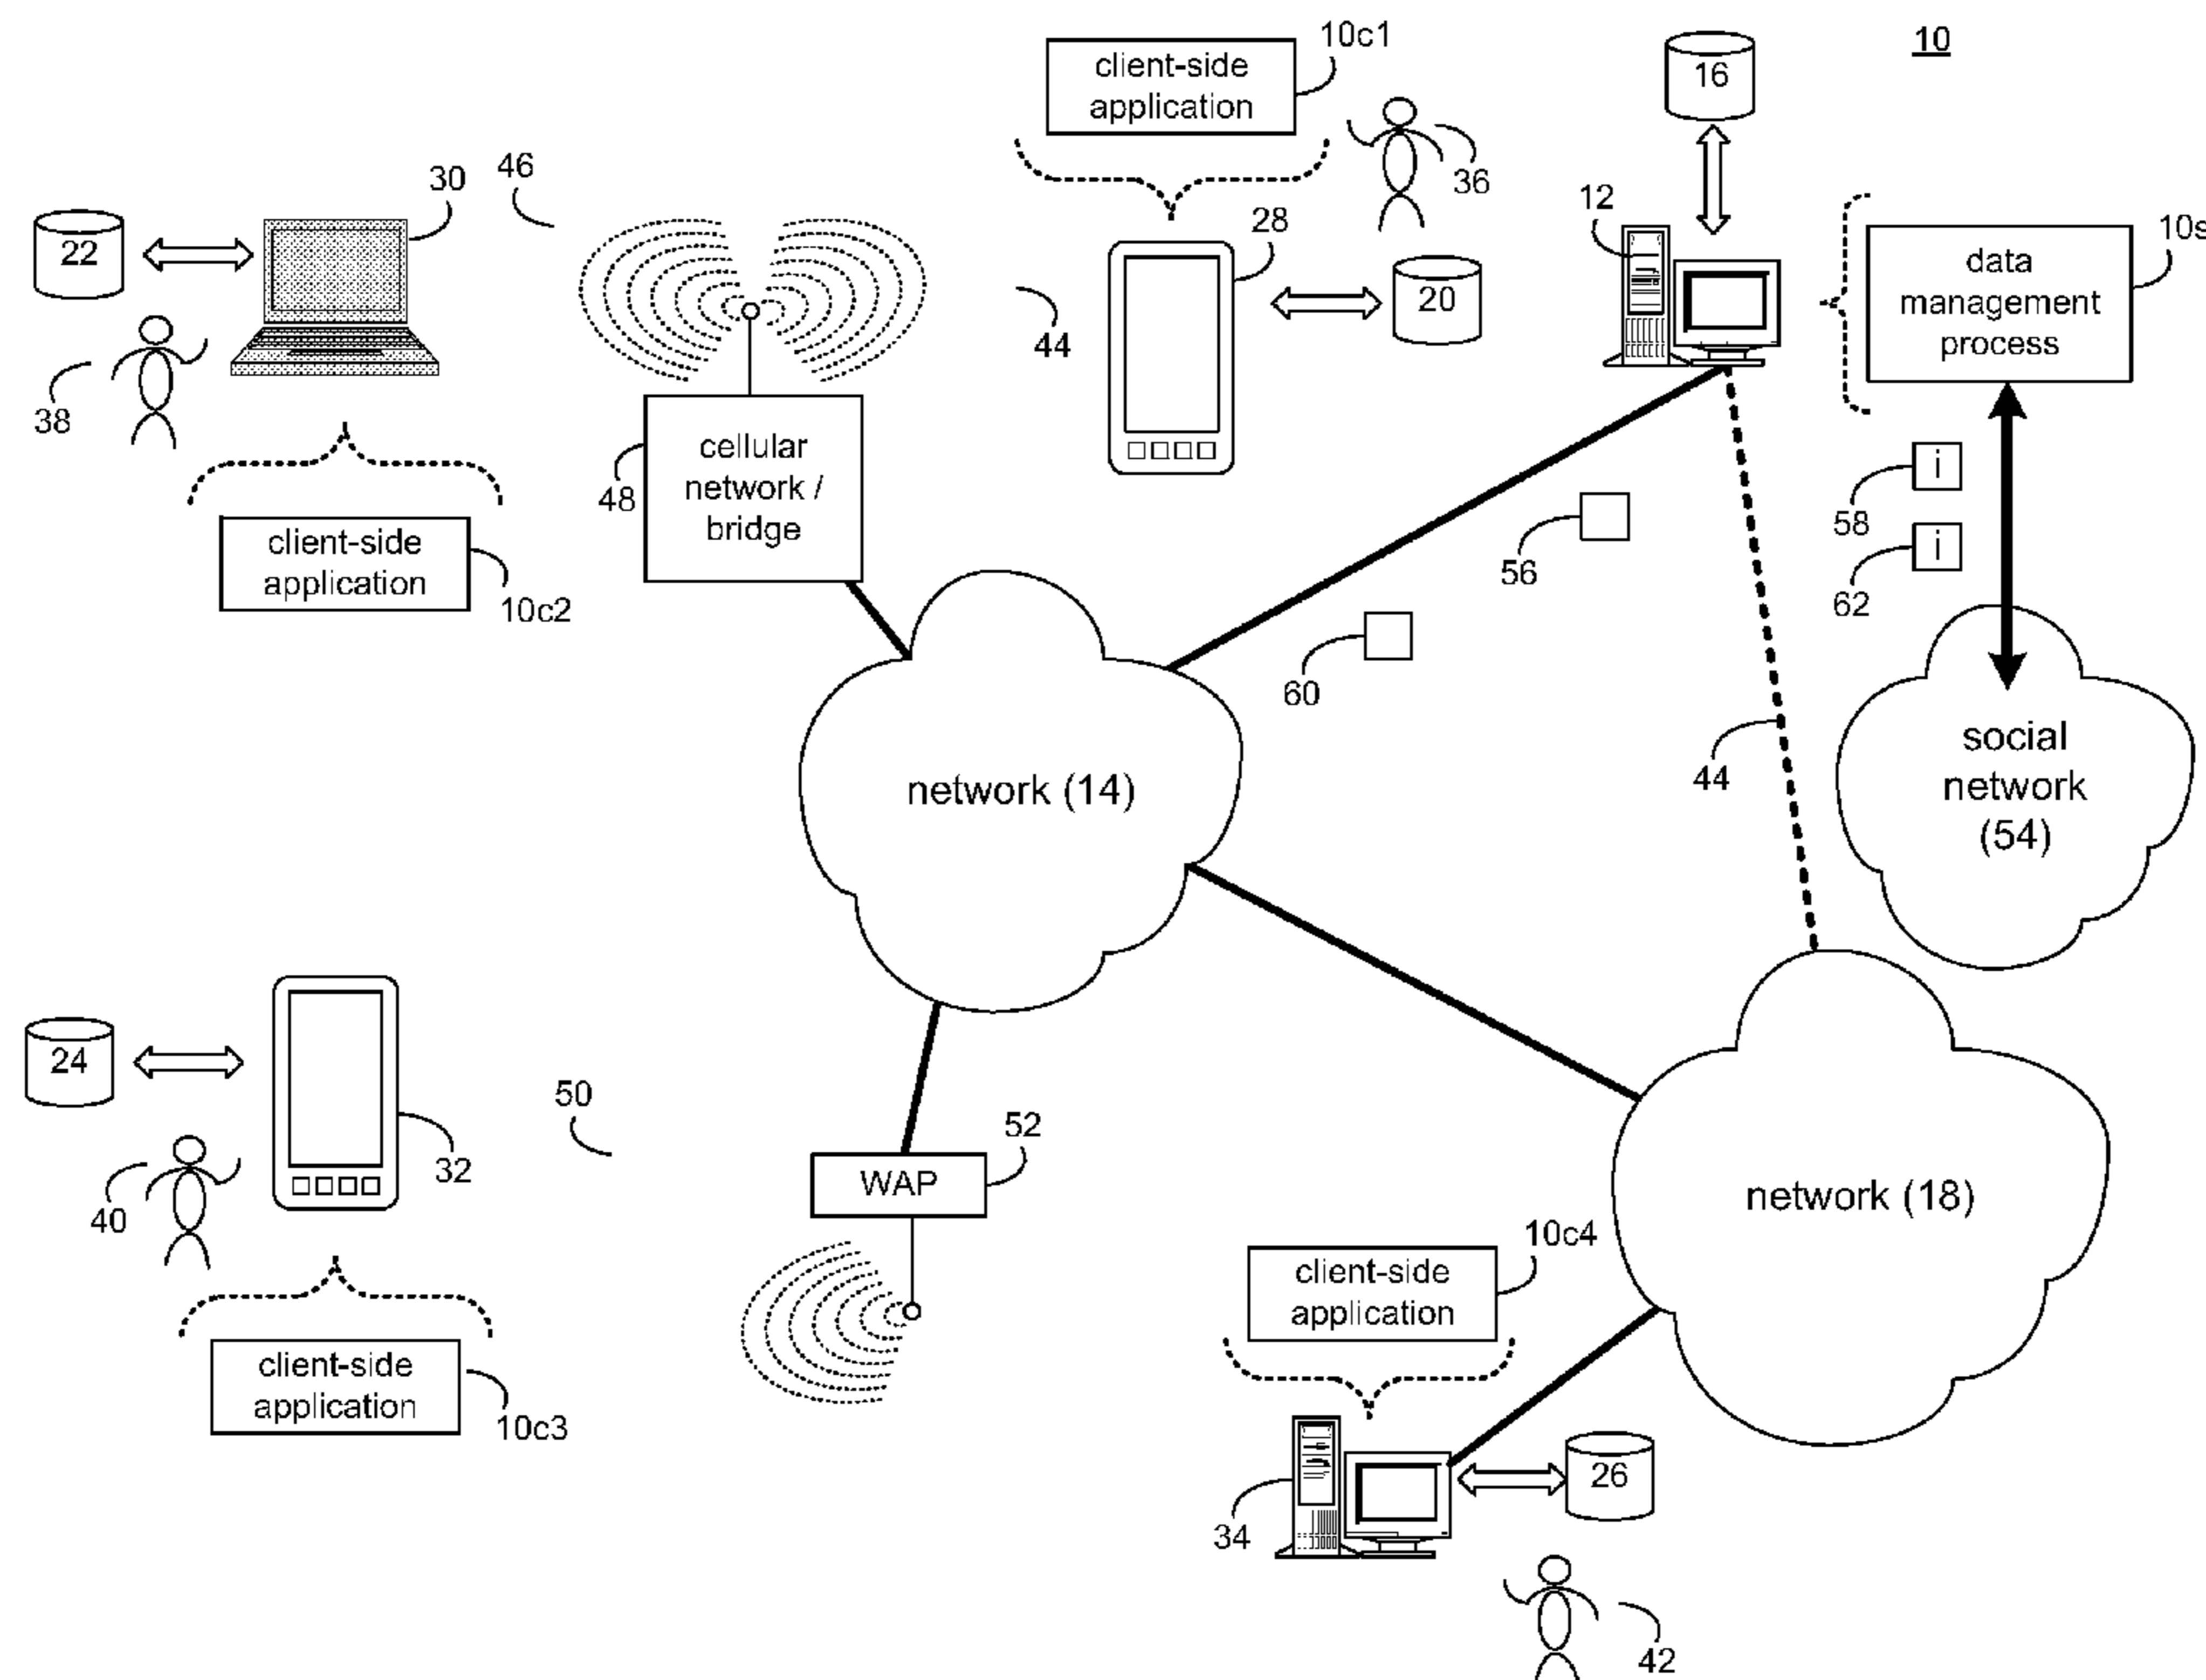 10
10c1
client-side
application
16
36
46
30
22
28
12
10s
data
management
process
20
44
38
cellular
network /
bridge
48
58
i
62
i
56
client-side
application
10c2
60
social
network
(54)
44
network (14)
24
50
32
52
WAP
40
network (18)
10c4
client-side
application
client-side
application
10c3
26
34
42